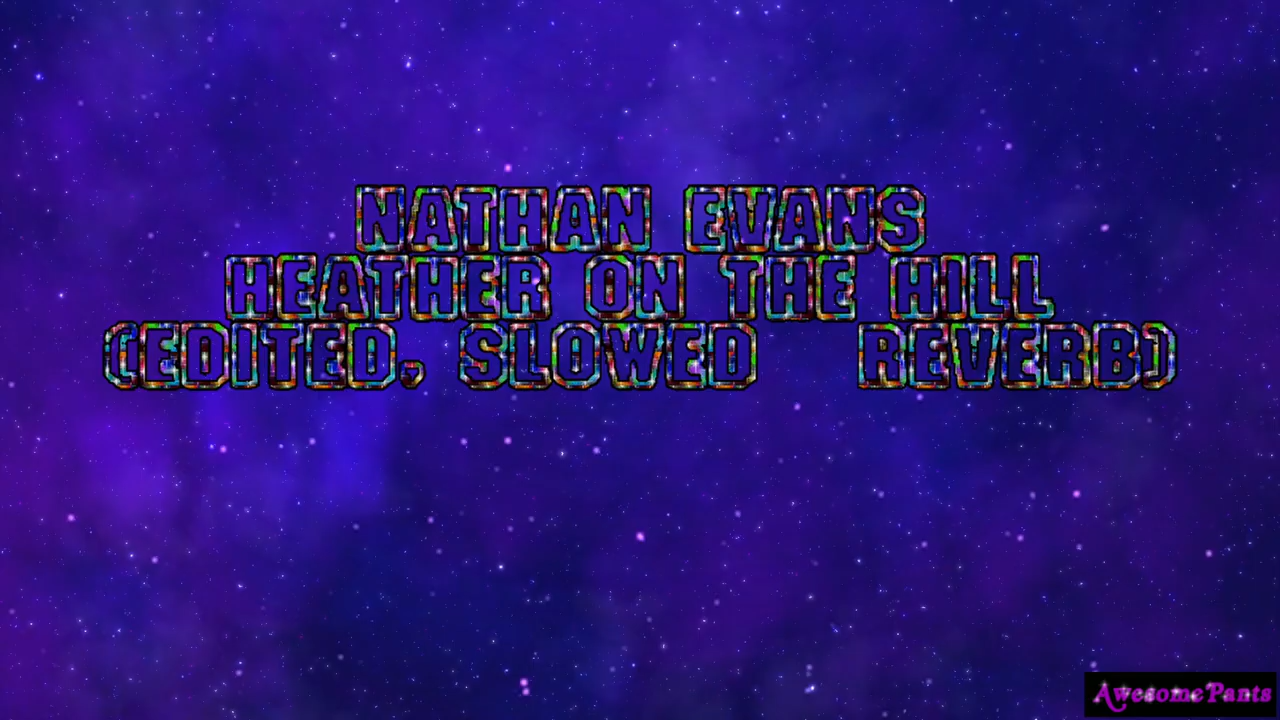 NATHAN EVANS
HEATHER ON THE HILL
(EDITED, SLOWED REVERB)
AwesomePants